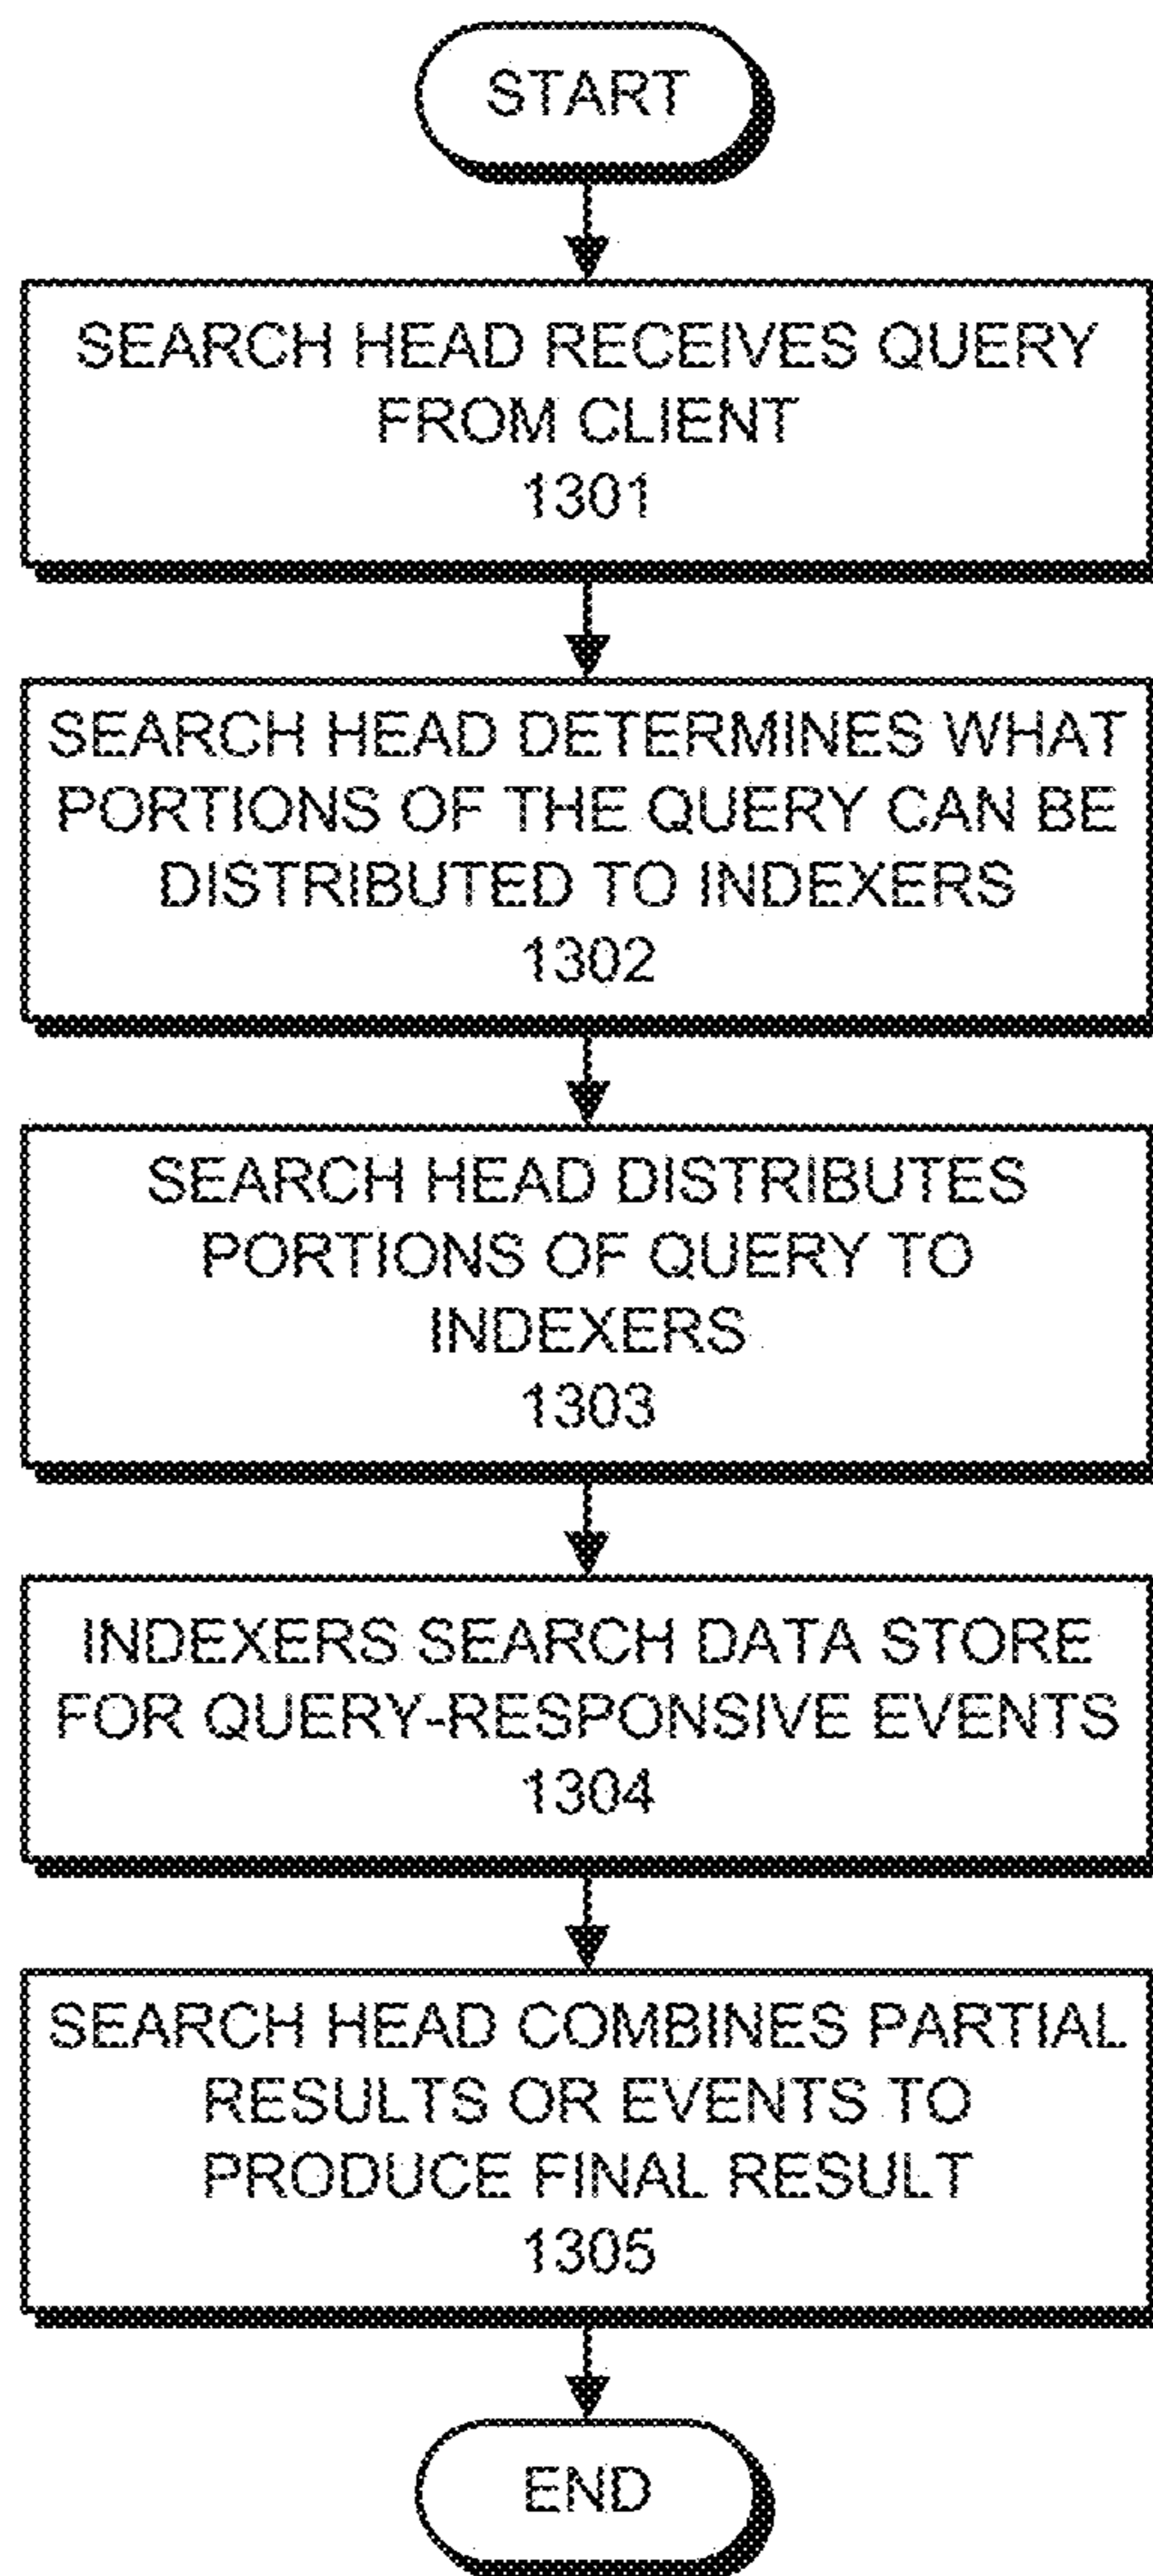 START
SEARCH HEAD RECEIVES QUERY
FROM CLIENT
1301
SEARCH HEAD DETERMINES WHAT
PORTIONS OF THE QUERY CAN BE
DISTRIBUTED TO INDEXERS
1302
SEARCH HEAD DISTRIBUTES
PORTIONS OF QUERY TO
INDEXERS
1303
INDEXERS SEARCH DATA STORE
FOR QUERY-RESPONSIVE EVENTS
1304
SEARCH HEAD COMBINES PARTIAL
RESULTS OR EVENTS TO
PRODUCE FINAL RESULT
1305
END